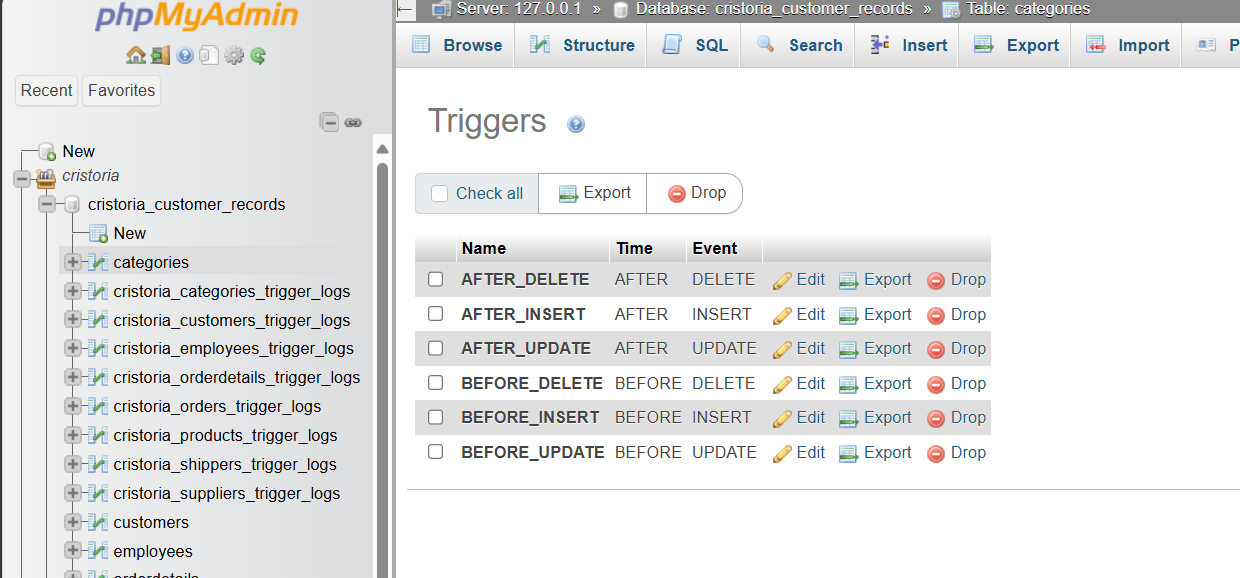 phpMyAdmin
Recent
Favorites
New
cristoria
cristoria_customer_records
New
categories
cristoria_categories_trigger_logs
cristoria_customers_trigger_logs
cristoria_employees_trigger_logs
cristoria_orderdetails_trigger_logs
cristoria_orders_trigger_logs
cristoria_products_trigger_logs
cristoria_shippers_trigger_logs
cristoria_suppliers_trigger_logs
customers
employees
orderdetails
Server: 127.0.0.1 » Database: cristoria_customer_records » Table: categories
Browse Structure SQL Search Insert Export Import P
Triggers
Check all Export Drop
Name Time Event
AFTER_DELETE AFTER DELETE Edit Export Drop
AFTER_INSERT AFTER INSERT Edit Export Drop
AFTER_UPDATE AFTER UPDATE Edit Export Drop
BEFORE_DELETE BEFORE DELETE Edit Export Drop
BEFORE_INSERT BEFORE INSERT Edit Export Drop
BEFORE_UPDATE BEFORE UPDATE Edit Export Drop